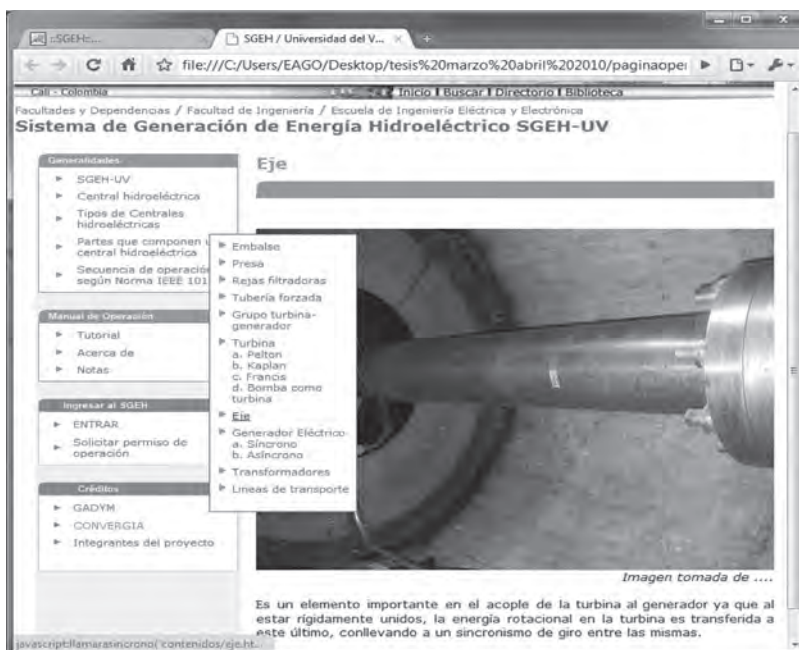 ::SGEH::...
SGEH / Universidad del V...
file:///C:/Users/EAGO/Desktop/tesis%20marzo%20abril%202010/paginaope
Cali - Colombia
Inicio I Buscar I Directorio I Biblioteca
Facultades y Dependencias / Facultad de Ingeniería / Escuela de Ingeniería Eléctrica y Electrónica
Sistema de Generación de Energía Hidroeléctrico SGEH-UV
Generalidades
SGEH-UV
Central hidroeléctrica
Tipos de Centrales
hidroeléctricas
Partes que componen
central hidroeléctrica
Secuencia de operación
según Norma IEEE 101
Manual de Operación
Tutorial
Acerca de
Notas
Ingresar al SGEH
ENTRAR
Solicitar permiso de
operación
Créditos
GADYM
CONVERGIA
Integrantes del proyecto
Embalse
Presa
Rejas filtradoras
Tubería forzada
Grupo turbina-
generador
Turbina
a. Pelton
b. Kaplan
c. Francis
d. Bomba como
turbina
Eje
Generador Eléctrico
a. Síncrono
b. Asíncrono
Transformadores
Lineas de transporte
Eje
Imagen tomada de ....
Es un elemento importante en el acople de la turbina al generador ya que al
estar rígidamente unidos, la energía rotacional en la turbina es transferida a
este último, conllevando a un sincronismo de giro entre las mismas.
javascript:llamarasincrono('contenidos/eje.ht...